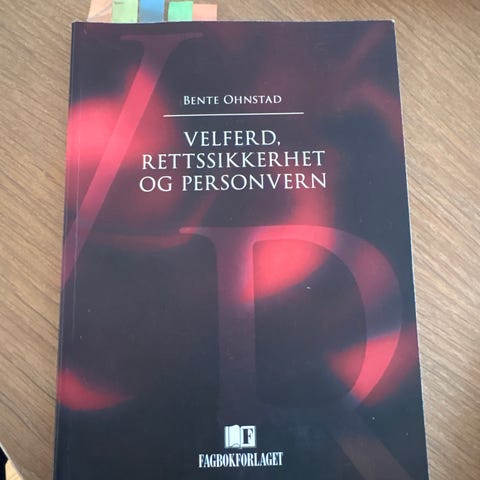 BENTE OHNSTAD
VELFERD,
RETTSSIKKERHET
OG PERSONVERN
F
FAGBOKFORLAGET